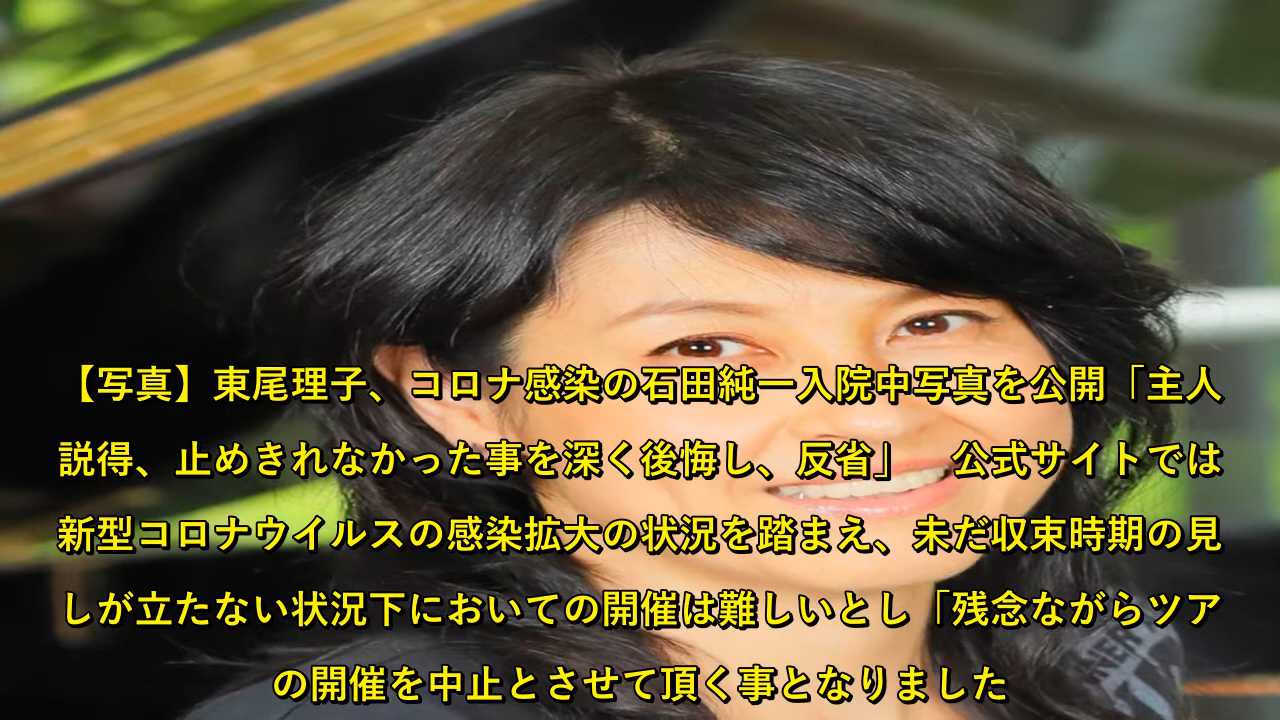 【写真】東尾理子、コロナ感染の石田純一入院中写真を公開「主人
説得、止めきれなかった事を深く後悔し、反省」　公式サイトでは
新型コロナウイルスの感染拡大の状況を踏まえ、未だ収束時期の見
しが立たない状況下においての開催は難しいとし「残念ながらツア
の開催を中止とさせて頂く事となりました